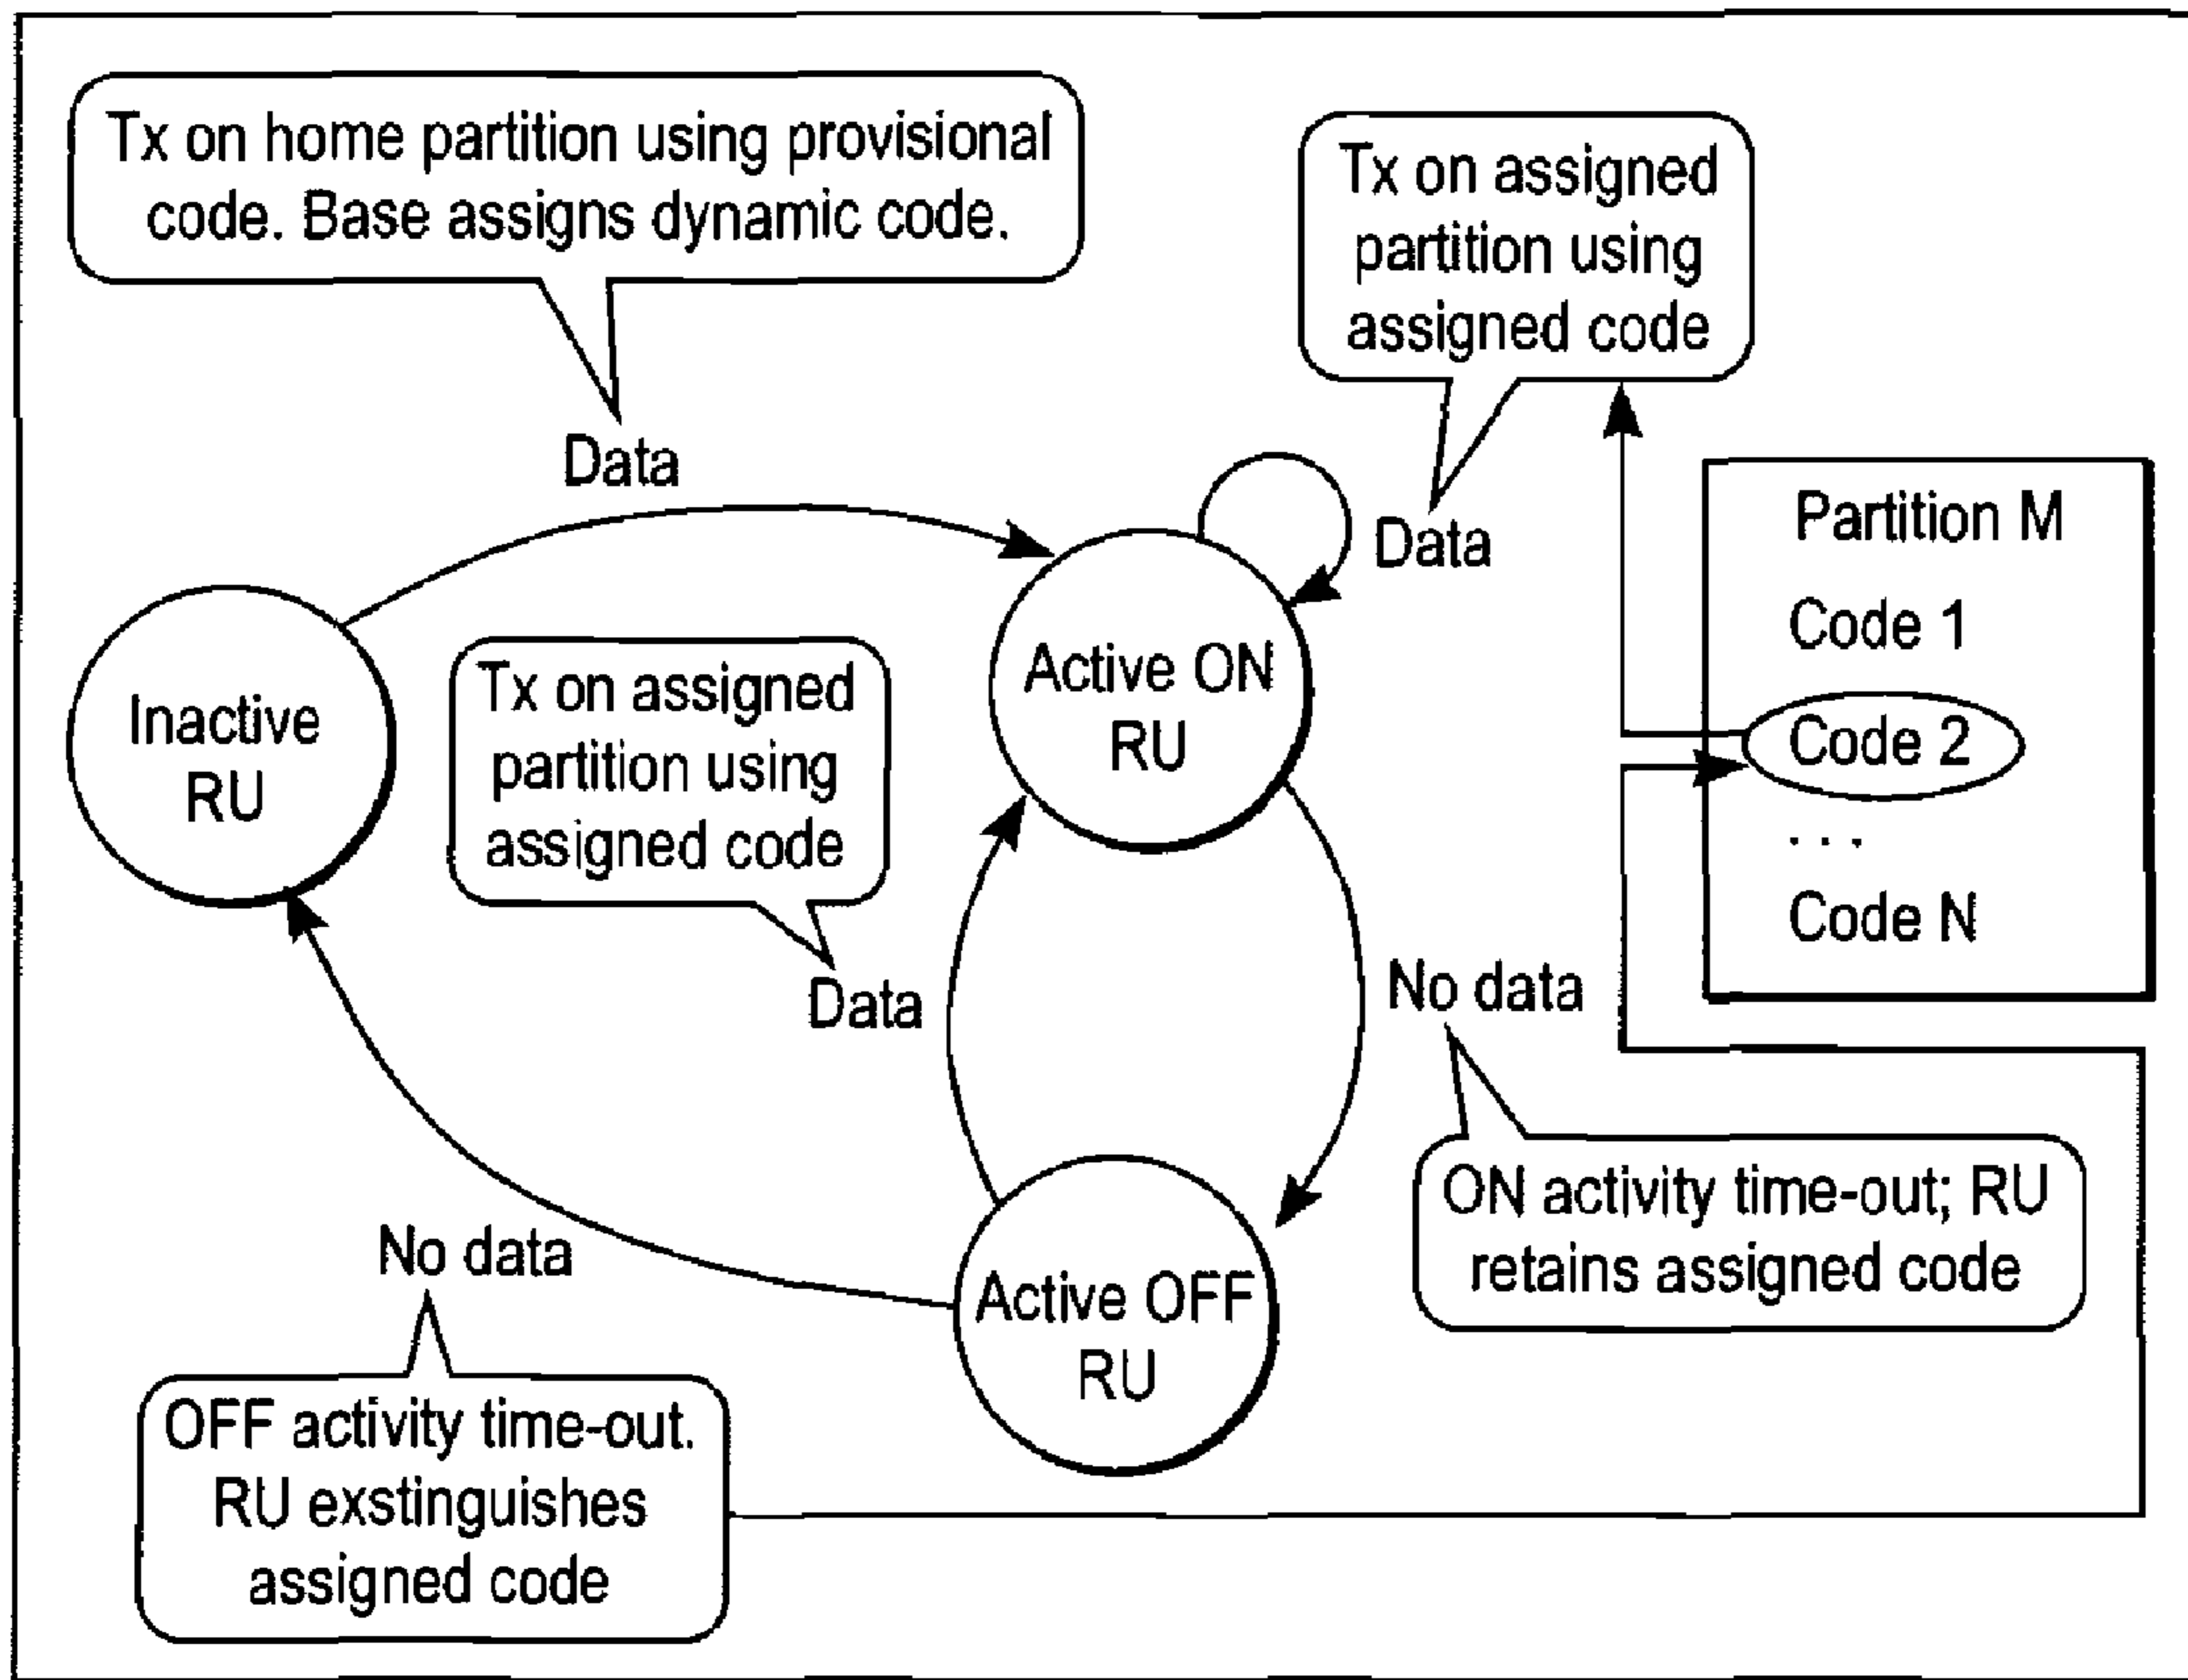 Tx on home partition using provisional
code. Base assigns dynamic code.
Data
Tx on assigned
partition using
assigned code
Data
Partition M
Code 1
Code 2
. . .
Code N
Inactive
RU
Tx on assigned
partition using
assigned code
Data
Active ON
RU
No data
ON activity time-out; RU
retains assigned code
Active OFF
RU
No data
OFF activity time-out.
RU exstinguishes
assigned code